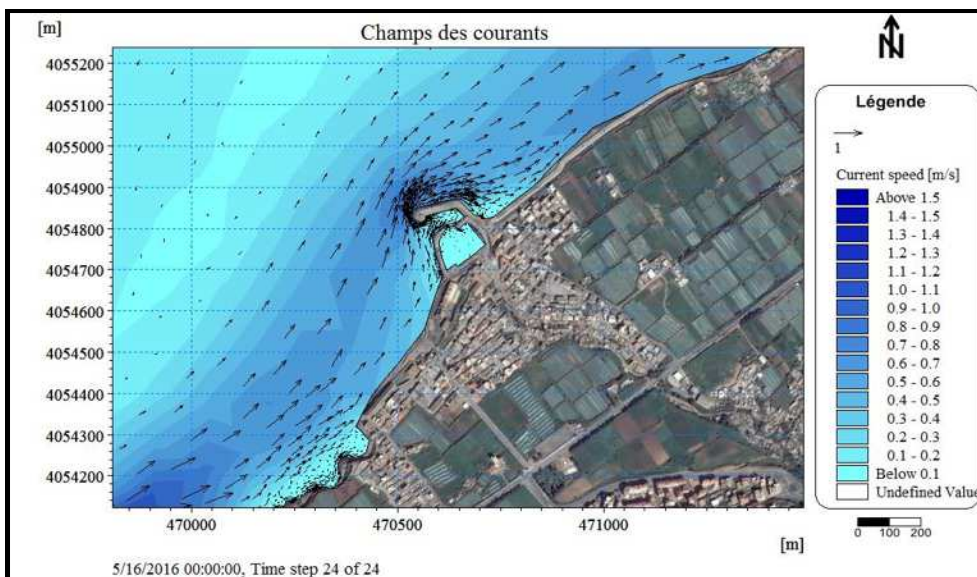 [m]
Champs des courants
N
4055200
4055100
4055000
4054900
4054800
4054700
4054600
4054500
4054400
4054300
4054200
470000
470500
471000
[m]
5/16/2016 00:00:00, Time step 24 of 24
Légende
1
Current speed [m/s]
Above 1.5
1.4 - 1.5
1.3 - 1.4
1.2 - 1.3
1.1 - 1.2
1.0 - 1.1
0.9 - 1.0
0.8 - 0.9
0.7 - 0.8
0.6 - 0.7
0.5 - 0.6
0.4 - 0.5
0.3 - 0.4
0.2 - 0.3
0.1 - 0.2
Below 0.1
Undefined Value
0 100 200